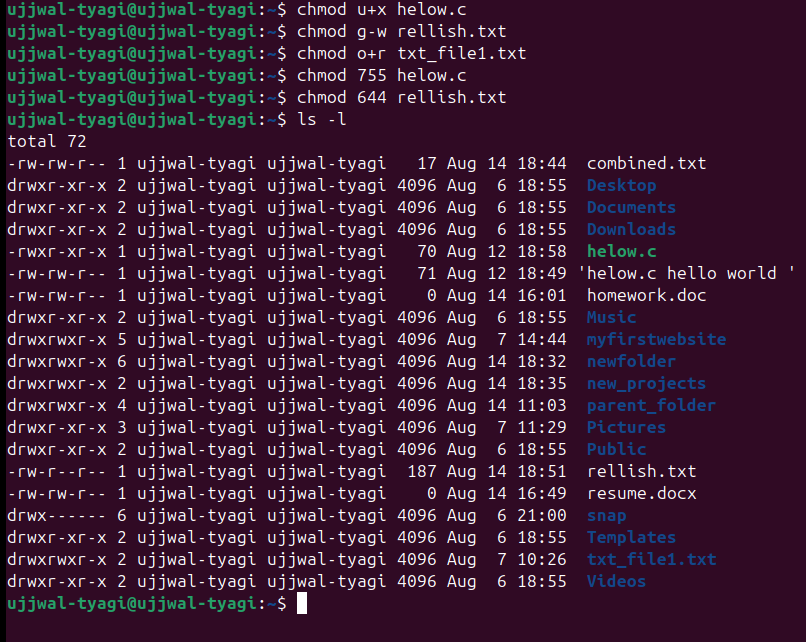 ujjwal-tyagi@ujjwal-tyagi:~$ chmod u+x helow.c
ujjwal-tyagi@ujjwal-tyagi:~$ chmod g-w rellish.txt
ujjwal-tyagi@ujjwal-tyagi:~$ chmod o+r txt_file1.txt
ujjwal-tyagi@ujjwal-tyagi:~$ chmod 755 helow.c
ujjwal-tyagi@ujjwal-tyagi:~$ chmod 644 rellish.txt
ujjwal-tyagi@ujjwal-tyagi:~$ ls -l
total 72
-rw-rw-r-- 1 ujjwal-tyagi ujjwal-tyagi   17 Aug 14 18:44  combined.txt
drwxr-xr-x 2 ujjwal-tyagi ujjwal-tyagi 4096 Aug  6 18:55  Desktop
drwxr-xr-x 2 ujjwal-tyagi ujjwal-tyagi 4096 Aug  6 18:55  Documents
drwxr-xr-x 2 ujjwal-tyagi ujjwal-tyagi 4096 Aug  6 18:55  Downloads
-rwxr-xr-x 1 ujjwal-tyagi ujjwal-tyagi   70 Aug 12 18:58  helow.c
-rw-rw-r-- 1 ujjwal-tyagi ujjwal-tyagi   71 Aug 12 18:49 'helow.c hello world '
-rw-rw-r-- 1 ujjwal-tyagi ujjwal-tyagi    0 Aug 14 16:01  homework.doc
drwxr-xr-x 2 ujjwal-tyagi ujjwal-tyagi 4096 Aug  6 18:55  Music
drwxrwxr-x 5 ujjwal-tyagi ujjwal-tyagi 4096 Aug  7 14:44  myfirstwebsite
drwxrwxr-x 6 ujjwal-tyagi ujjwal-tyagi 4096 Aug 14 18:32  newfolder
drwxrwxr-x 2 ujjwal-tyagi ujjwal-tyagi 4096 Aug 14 18:35  new_projects
drwxrwxr-x 4 ujjwal-tyagi ujjwal-tyagi 4096 Aug 14 11:03  parent_folder
drwxr-xr-x 3 ujjwal-tyagi ujjwal-tyagi 4096 Aug  7 11:29  Pictures
drwxr-xr-x 2 ujjwal-tyagi ujjwal-tyagi 4096 Aug  6 18:55  Public
-rw-r--r-- 1 ujjwal-tyagi ujjwal-tyagi  187 Aug 14 18:51  rellish.txt
-rw-rw-r-- 1 ujjwal-tyagi ujjwal-tyagi    0 Aug 14 16:49  resume.docx
drwx------ 6 ujjwal-tyagi ujjwal-tyagi 4096 Aug  6 21:00  snap
drwxr-xr-x 2 ujjwal-tyagi ujjwal-tyagi 4096 Aug  6 18:55  Templates
drwxrwxr-x 2 ujjwal-tyagi ujjwal-tyagi 4096 Aug  7 10:26  txt_file1.txt
drwxr-xr-x 2 ujjwal-tyagi ujjwal-tyagi 4096 Aug  6 18:55  Videos
ujjwal-tyagi@ujjwal-tyagi:~$